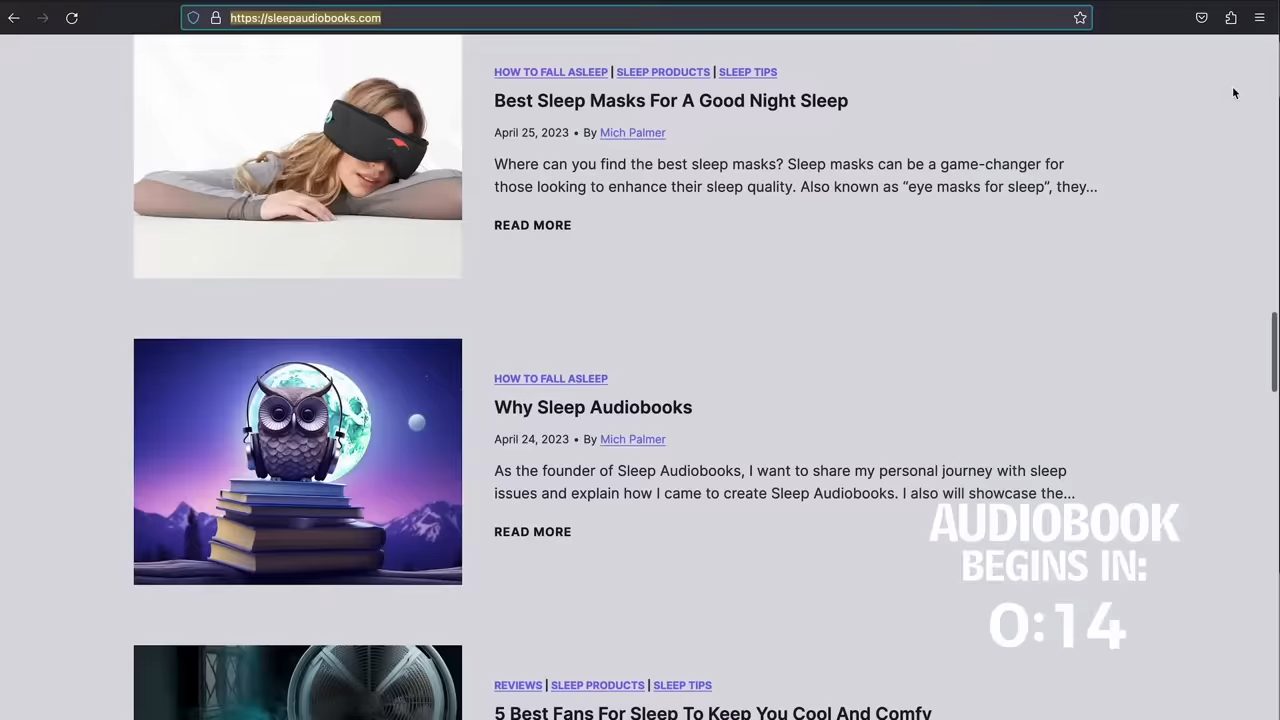 https://sleepaudiobooks.com
HOW TO FALL ASLEEP | SLEEP PRODUCTS | SLEEP TIPS
Best Sleep Masks For A Good Night Sleep
April 25, 2023 • By Mich Palmer
Where can you find the best sleep masks? Sleep masks can be a game-changer for
those looking to enhance their sleep quality. Also known as “eye masks for sleep”, they...
READ MORE
HOW TO FALL ASLEEP
Why Sleep Audiobooks
April 24, 2023 • By Mich Palmer
As the founder of Sleep Audiobooks, I want to share my personal journey with sleep
issues and explain how I came to create Sleep Audiobooks. I also will showcase the...
READ MORE
AUDIOBOOK
BEGINS IN:
0:14
REVIEWS | SLEEP PRODUCTS | SLEEP TIPS
5 Best Fans For Sleep To Keep You Cool And Comfy